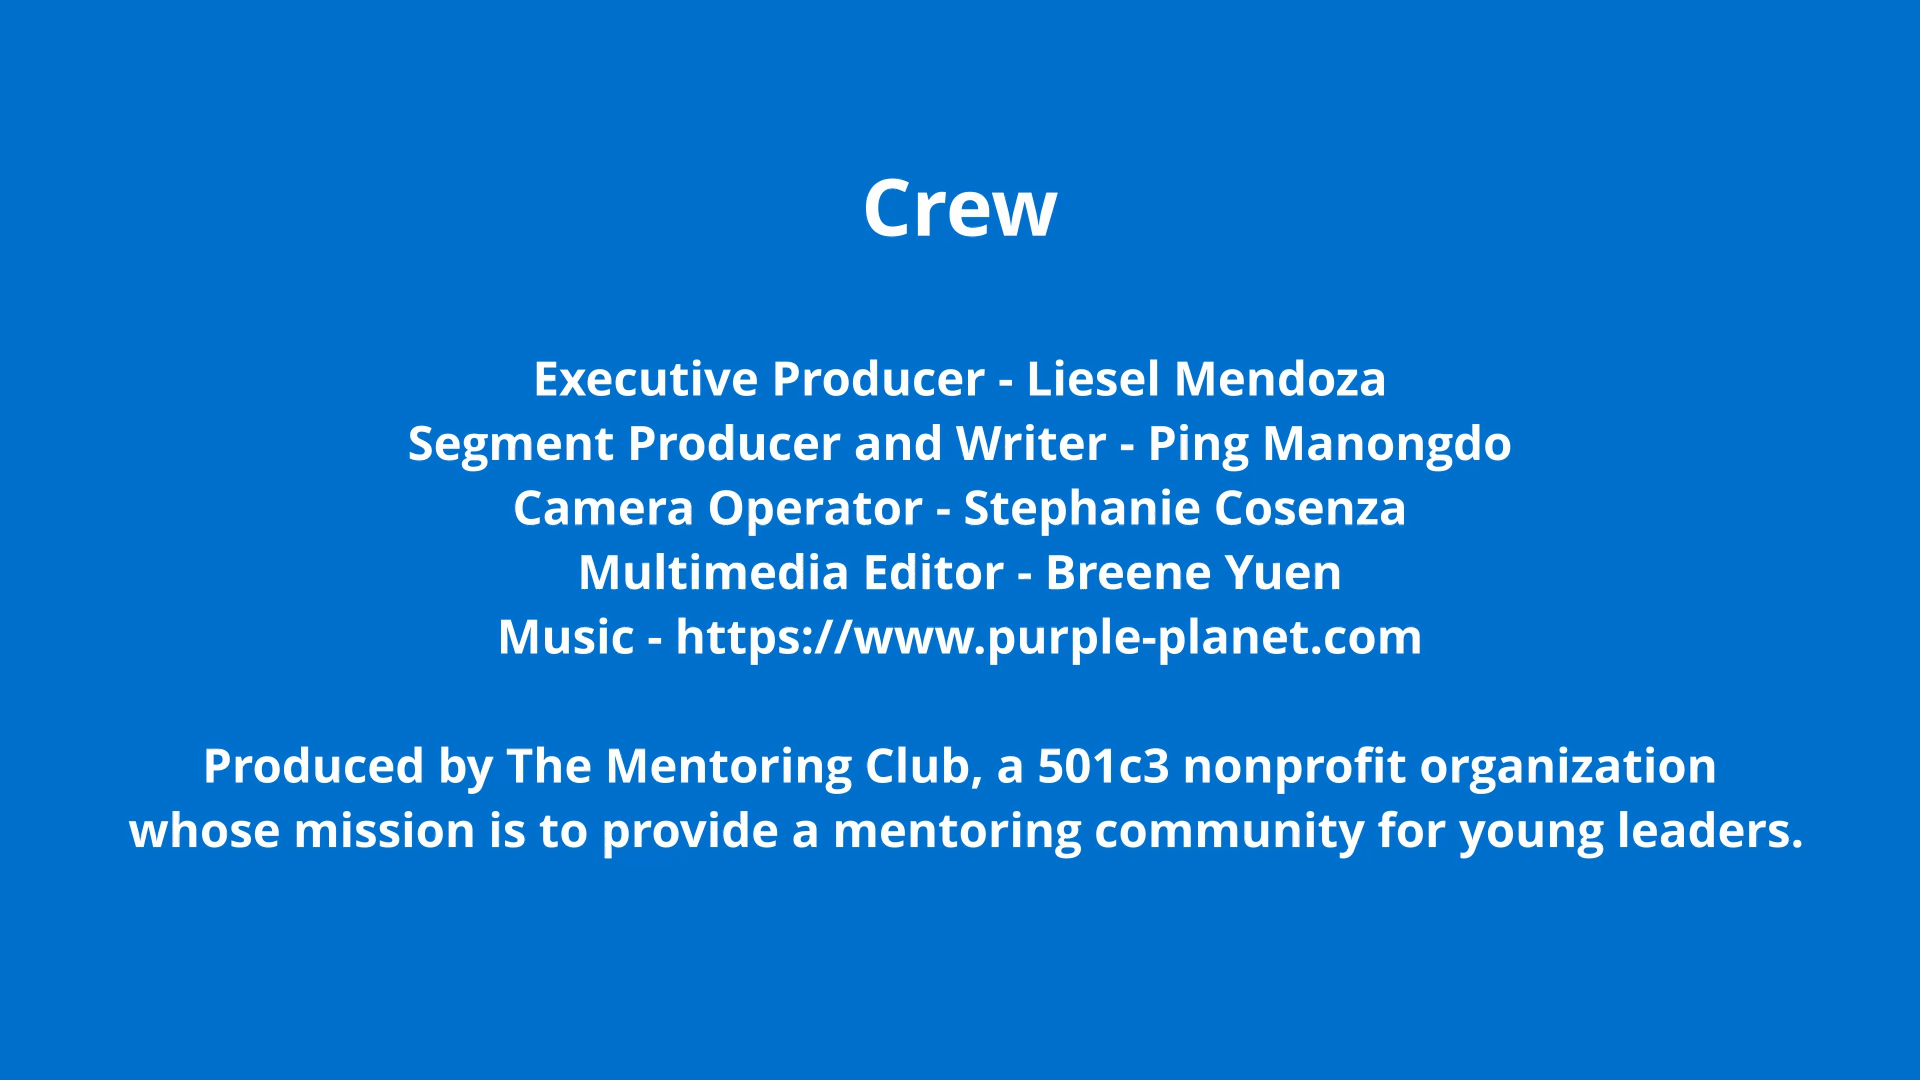 Crew
Executive Producer - Liesel Mendoza
Segment Producer and Writer - Ping Manongdo
Camera Operator - Stephanie Cosenza
Multimedia Editor - Breene Yuen
Music - https://www.purple-planet.com
Produced by The Mentoring Club, a 501c3 nonprofit organization
whose mission is to provide a mentoring community for young leaders.